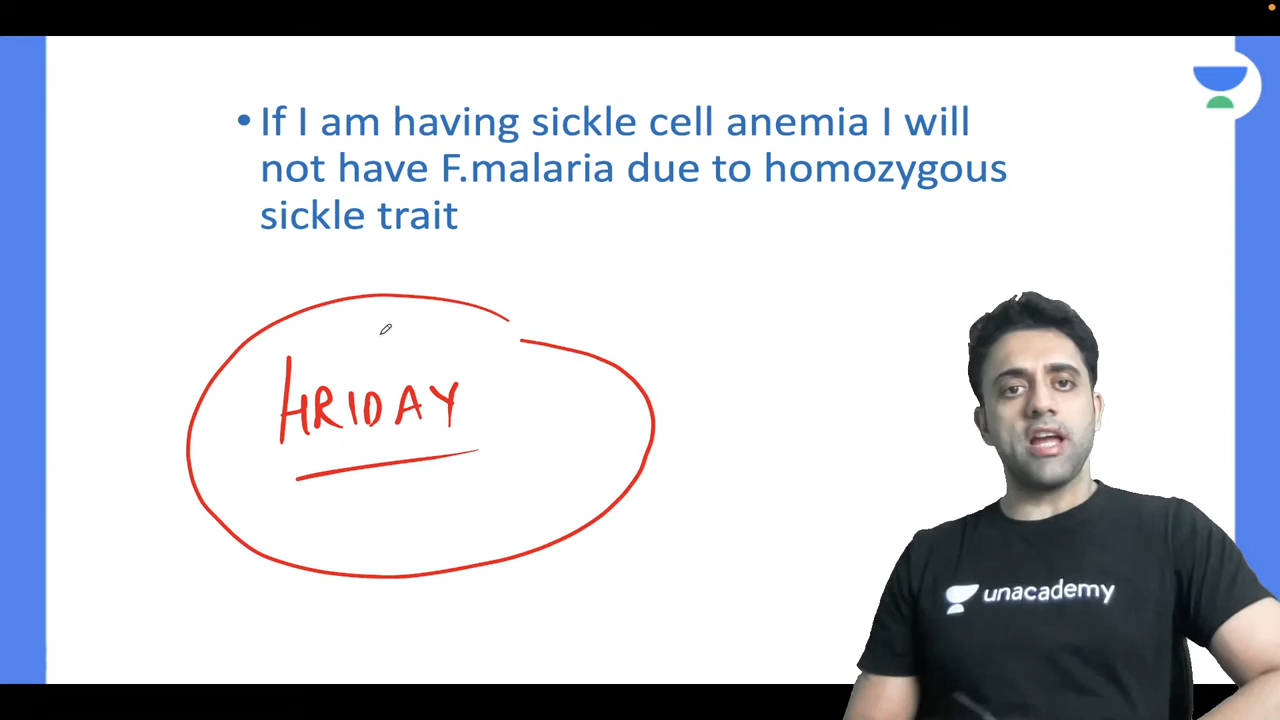 • If I am having sickle cell anemia I will
not have F.malaria due to homozygous
sickle trait
HRIDAY
unacademy